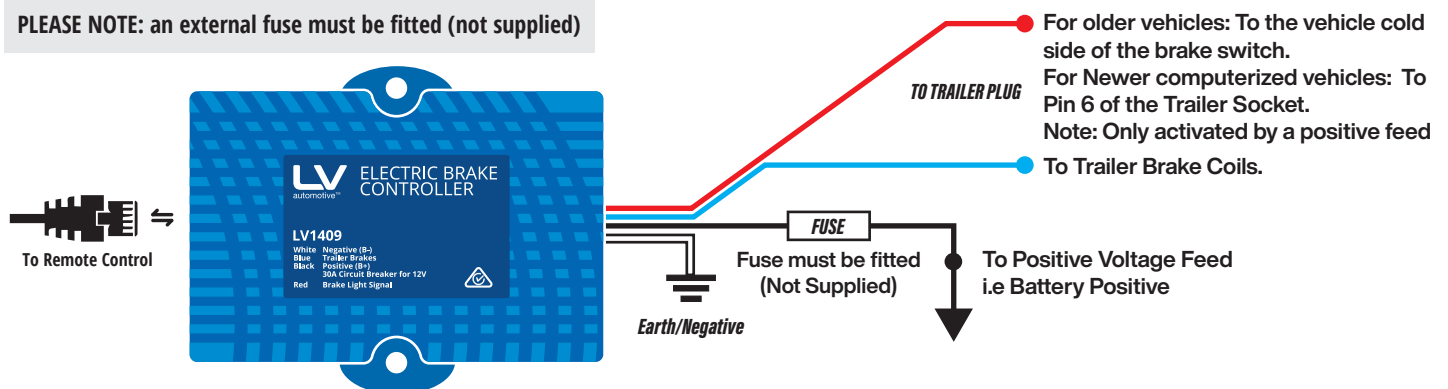 PLEASE NOTE: an external fuse must be fitted (not supplied)
For older vehicles: To the vehicle cold
side of the brake switch.
For Newer computerized vehicles: To
Pin 6 of the Trailer Socket.
Note: Only activated by a positive feed
TO TRAILER PLUG
To Trailer Brake Coils.
LV
automotive™
ELECTRIC BRAKE
CONTROLLER
LV1409
White Negative (B-)
Blue Trailer Brakes
Black Positive (B+)
30A Circuit Breaker for 12V
Red Brake Light Signal
To Remote Control
FUSE
Fuse must be fitted
(Not Supplied)
To Positive Voltage Feed
i.e Battery Positive
Earth/Negative